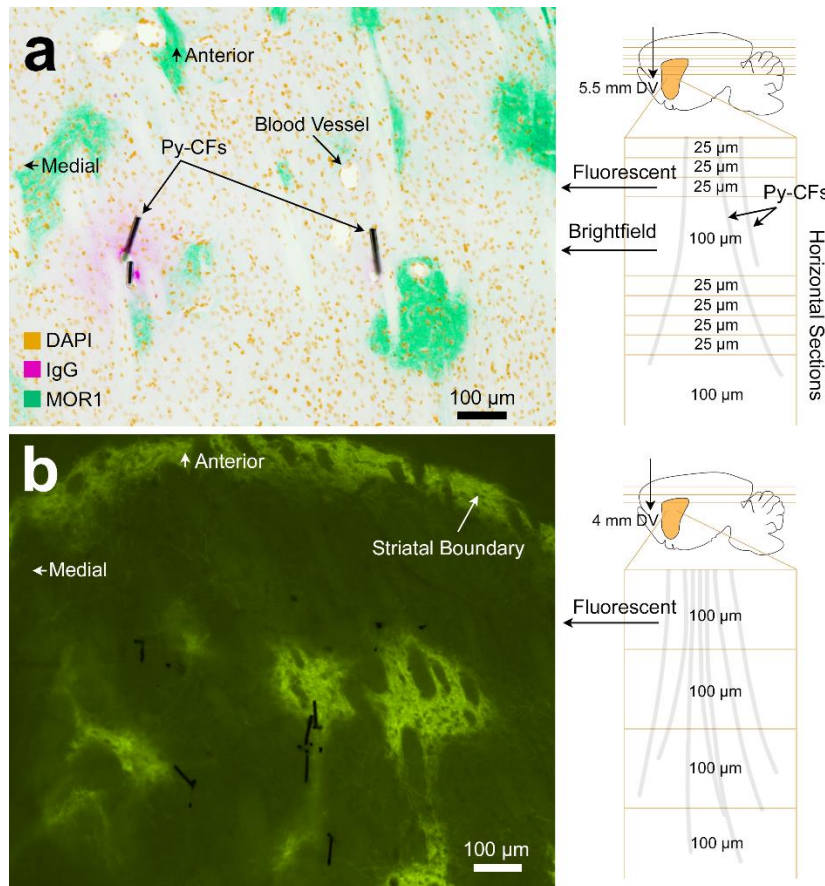 a
Anterior
Blood Vessel
Py-CFs
Medial
DAPI
IgG
MOR1
100 µm
5.5 mm DV
25 µm
25 µm
Fluorescent
25 µm
Py-CFs
Brightfield
100 µm
25 µm
25 µm
25 µm
25 µm
100 µm
Horizontal Sections
b
Anterior
Striatal Boundary
Medial
100 µm
4 mm DV
Fluorescent
100 µm
100 µm
100 µm
100 µm